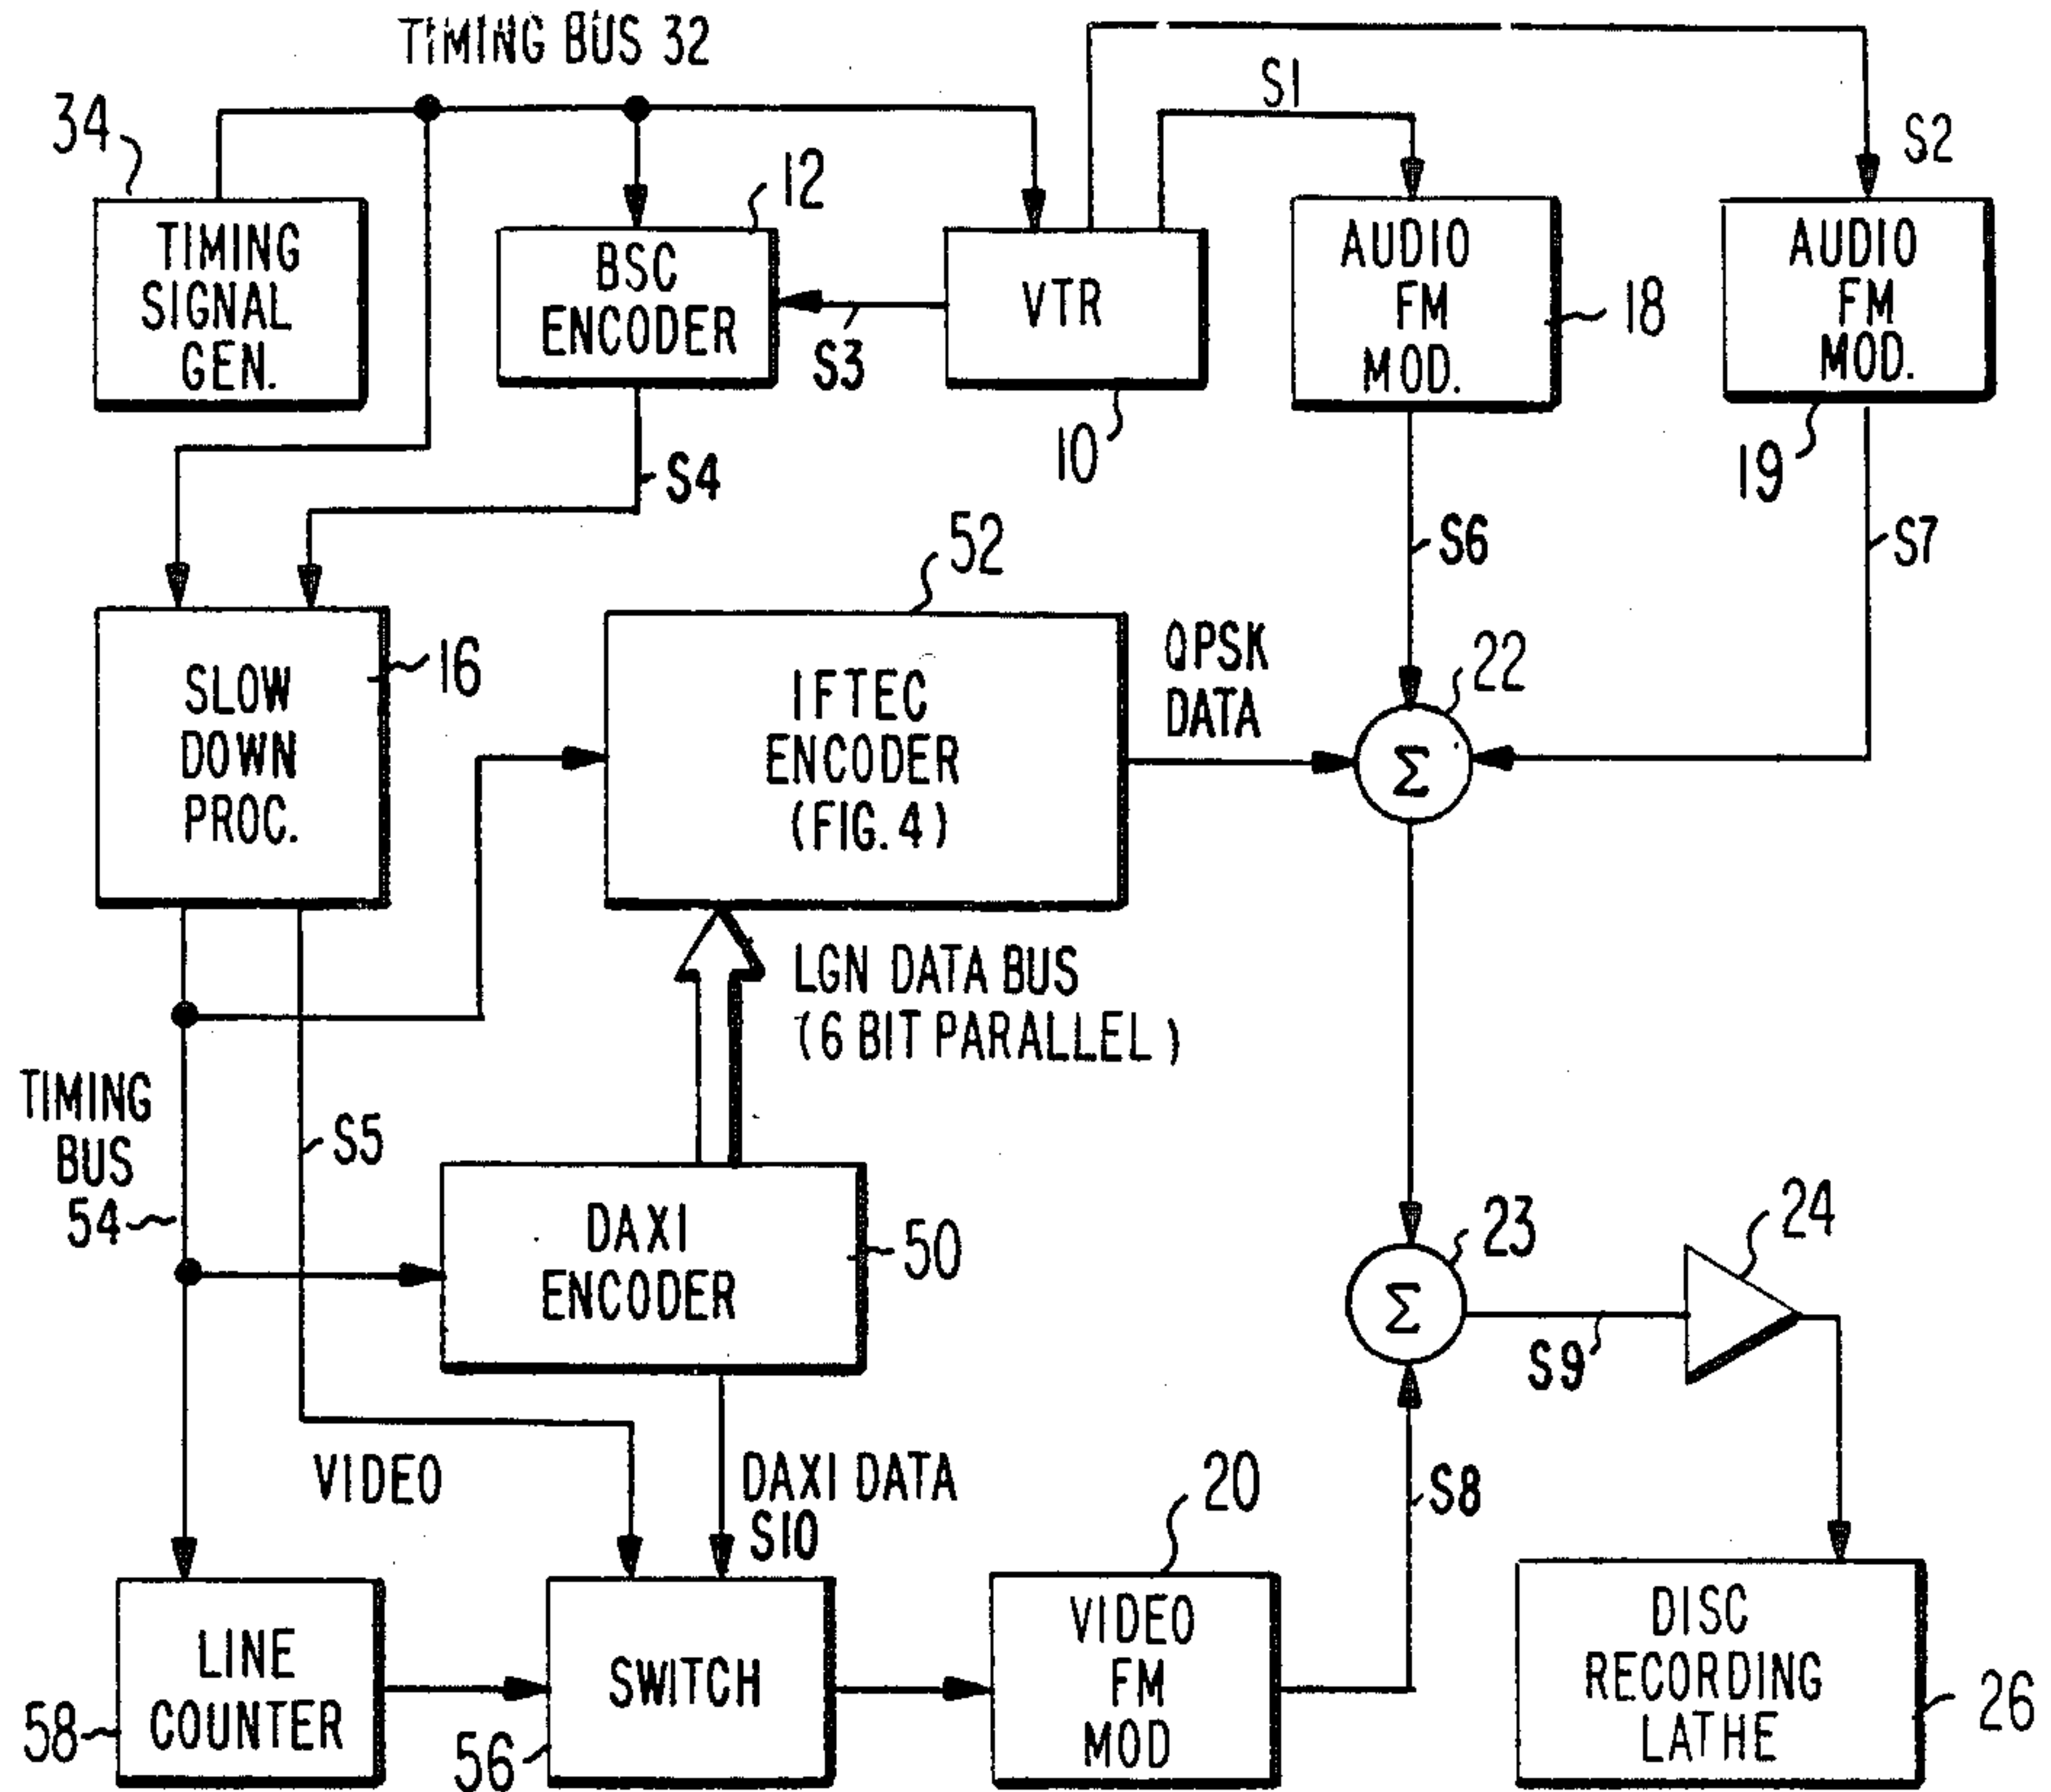 TIMING BUS 32
34
TIMING
SIGNAL
GEN.
12
BSC
ENCODER
S3
VTR
10
S1
AUDIO
FM
MOD.
18
S2
AUDIO
FM
MOD.
19
S4
S6
S7
SLOW
DOWN
PROC.
16
52
IFTEC
ENCODER
(FIG. 4)
QPSK
DATA
22
Σ
LGN DATA BUS
(6 BIT PARALLEL)
TIMING
BUS
54
S5
DAXI
ENCODER
50
23
Σ
S9
24
VIDEO
DAXI DATA
S10
20
S8
LINE
COUNTER
58
SWITCH
56
VIDEO
FM
MOD
DISC
RECORDING
LATHE
26